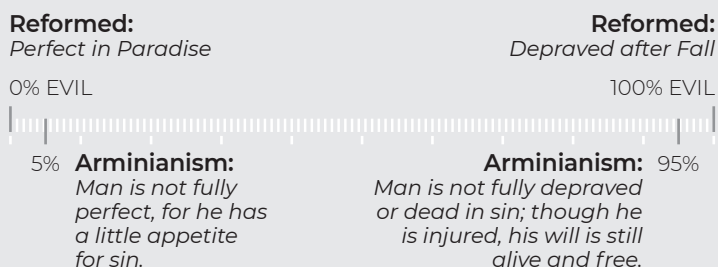 Reformed:
Perfect in Paradise
0% EVIL
Reformed:
Depraved after Fall
100% EVIL
5%
Arminianism:
Man is not fully
perfect, for he has
a little appetite
for sin.
Arminianism:
95%
Man is not fully depraved
or dead in sin; though he
is injured, his will is still
alive and free.